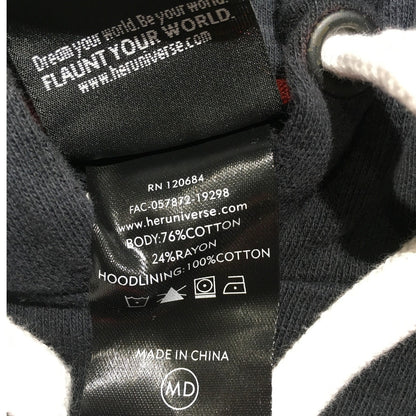 Dream your world. Be your world.
FLAUNT YOUR WORLD.
www.heruniverse.com
RN 120684
FAC-057872-19298
www.heruniverse.com
BODY:76%COTTON
24%RAYON
HOODLINING:100%COTTON
MADE IN CHINA
MD